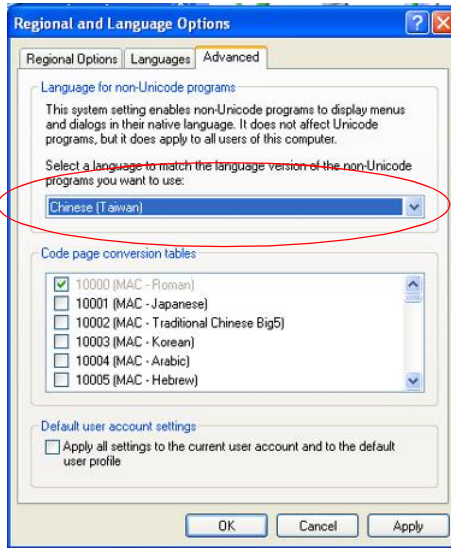 Regional and Language Options
Regional Options Languages Advanced
Language for non-Unicode programs
This system setting enables non-Unicode programs to display menus
and dialogs in their native language. It does not affect Unicode
programs, but it does apply to all users of this computer.
Select a language to match the language version of the non-Unicode
programs you want to use:
Chinese (Taiwan)
Code page conversion tables
10000 (MAC - Roman)
10001 (MAC - Japanese)
10002 (MAC - Traditional Chinese Big5)
10003 (MAC - Korean)
10004 (MAC - Arabic)
10005 (MAC - Hebrew)
Default user account settings
Apply all settings to the current user account and to the default
user profile
OK Cancel Apply